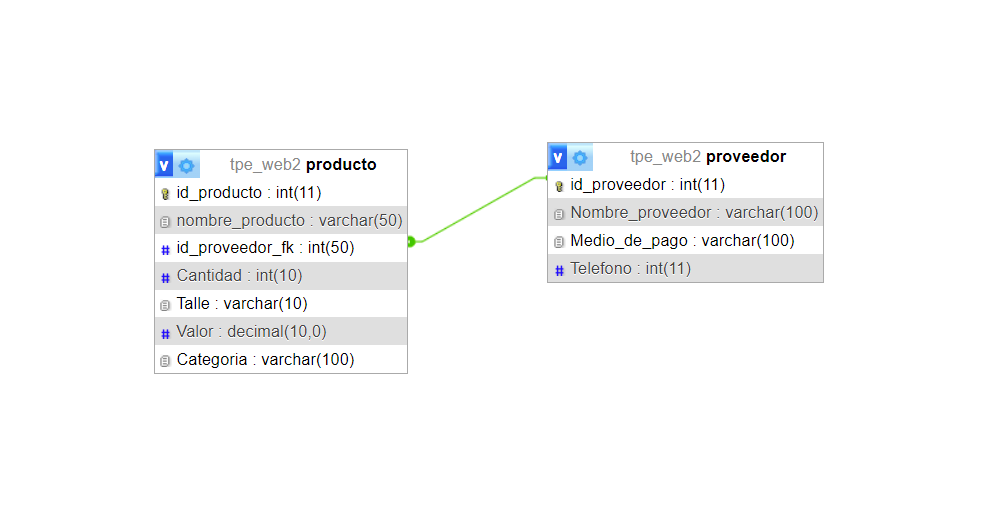 v tpe_web2 producto
id_producto : int(11)
nombre_producto : varchar(50)
# id_proveedor_fk : int(50)
# Cantidad : int(10)
Talle : varchar(10)
# Valor : decimal(10,0)
Categoria : varchar(100)
v tpe_web2 proveedor
id_proveedor : int(11)
Nombre_proveedor : varchar(100)
Medio_de_pago : varchar(100)
# Telefono : int(11)